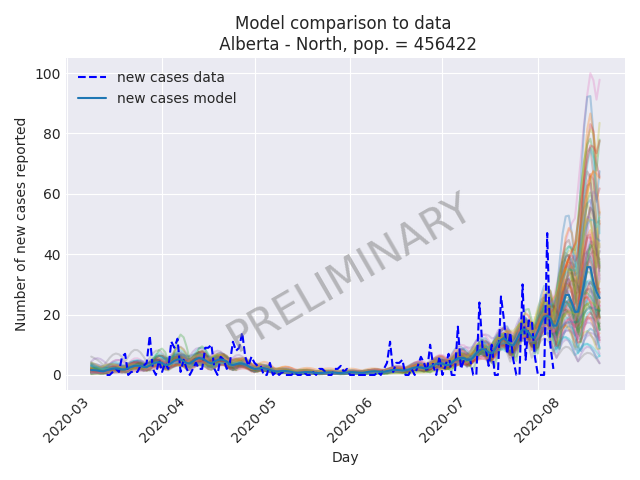 Model comparison to data
Alberta - North, pop. = 456422
new cases data
new cases model
PRELIMINARY
Number of new cases reported
100
80
60
40
20
0
2020-03
2020-04
2020-05
2020-06
2020-07
2020-08
Day